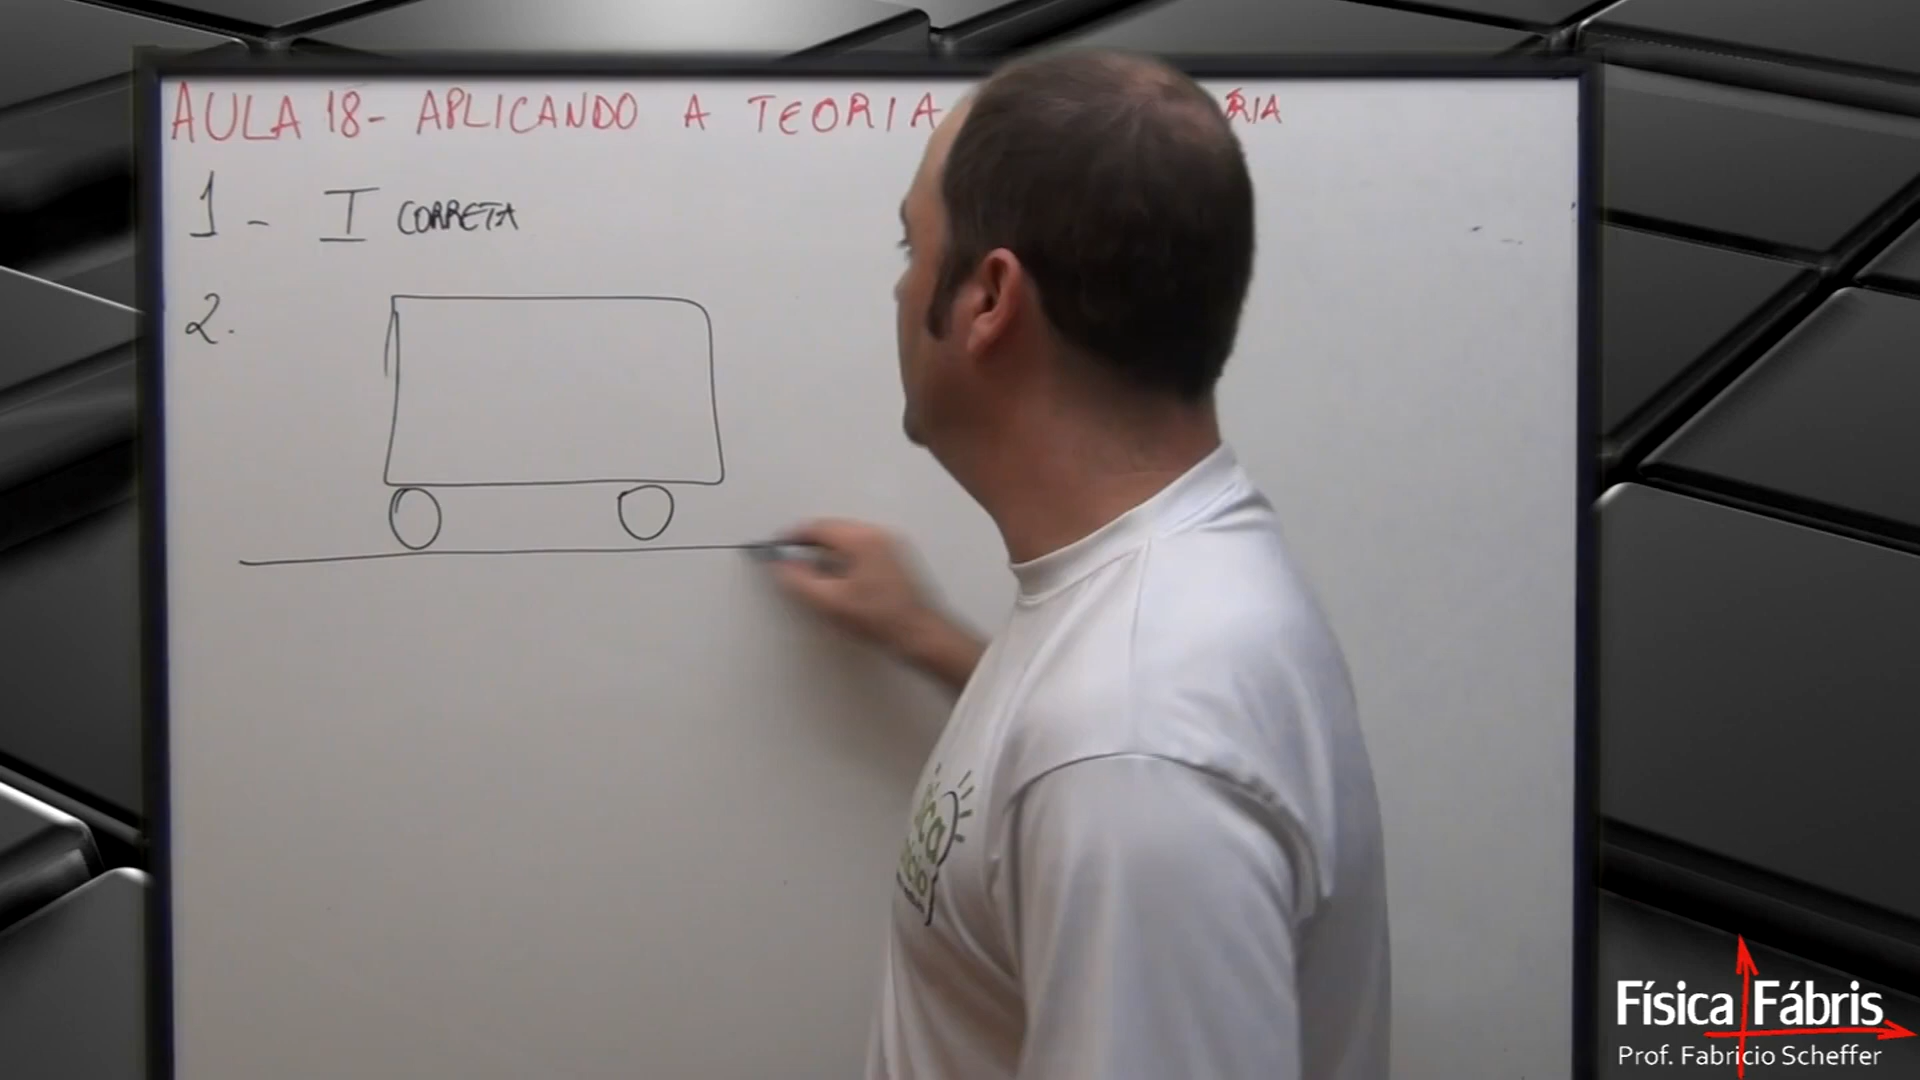 AULA 18- APLICANDO A TEORIA
1 - I CORRETA
2.
Física Fábris
Prof. Fabricio Scheffer